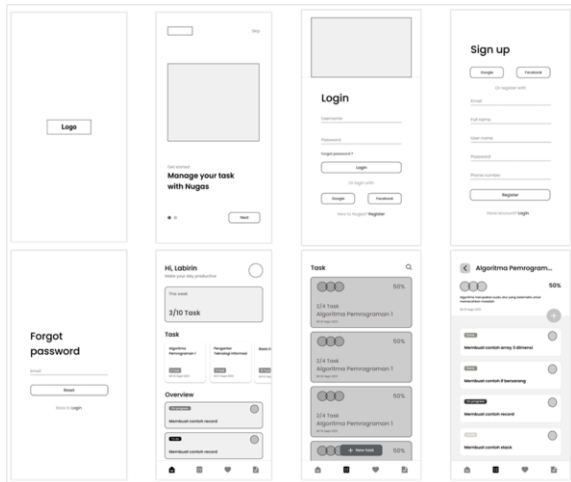 Logo
Skip
Get started
Manage your task
with Nugas
Next
Login
Username
Password
Forgot password ?
Login
Or login with
Google
Facebook
New to Nugas? Register
Sign up
Google
Facebook
Or register with
Email
Full name
User name
Password
Phone number
Register
Have account? Login
Forgot
password
Email
Reset
Back to Login
Hi, Labirin
Make your day productive
This week
3/10 Task
Task
Algoritma
Pemrograman 1
Pengantar
Teknologi Informasi
Overview
Membuat contoh record
Membuat contoh record
Task
50%
2/4 Task
Algoritma Pemrograman 1
50%
2/4 Task
Algoritma Pemrograman 1
50%
2/4 Task
Algoritma Pemrograman 1
50%
+ New task
Algoritma Pemrogram...
50%
Membuat contoh array 3 dimensi
Membuat contoh if bersarang
Membuat contoh record
Membuat contoh stack